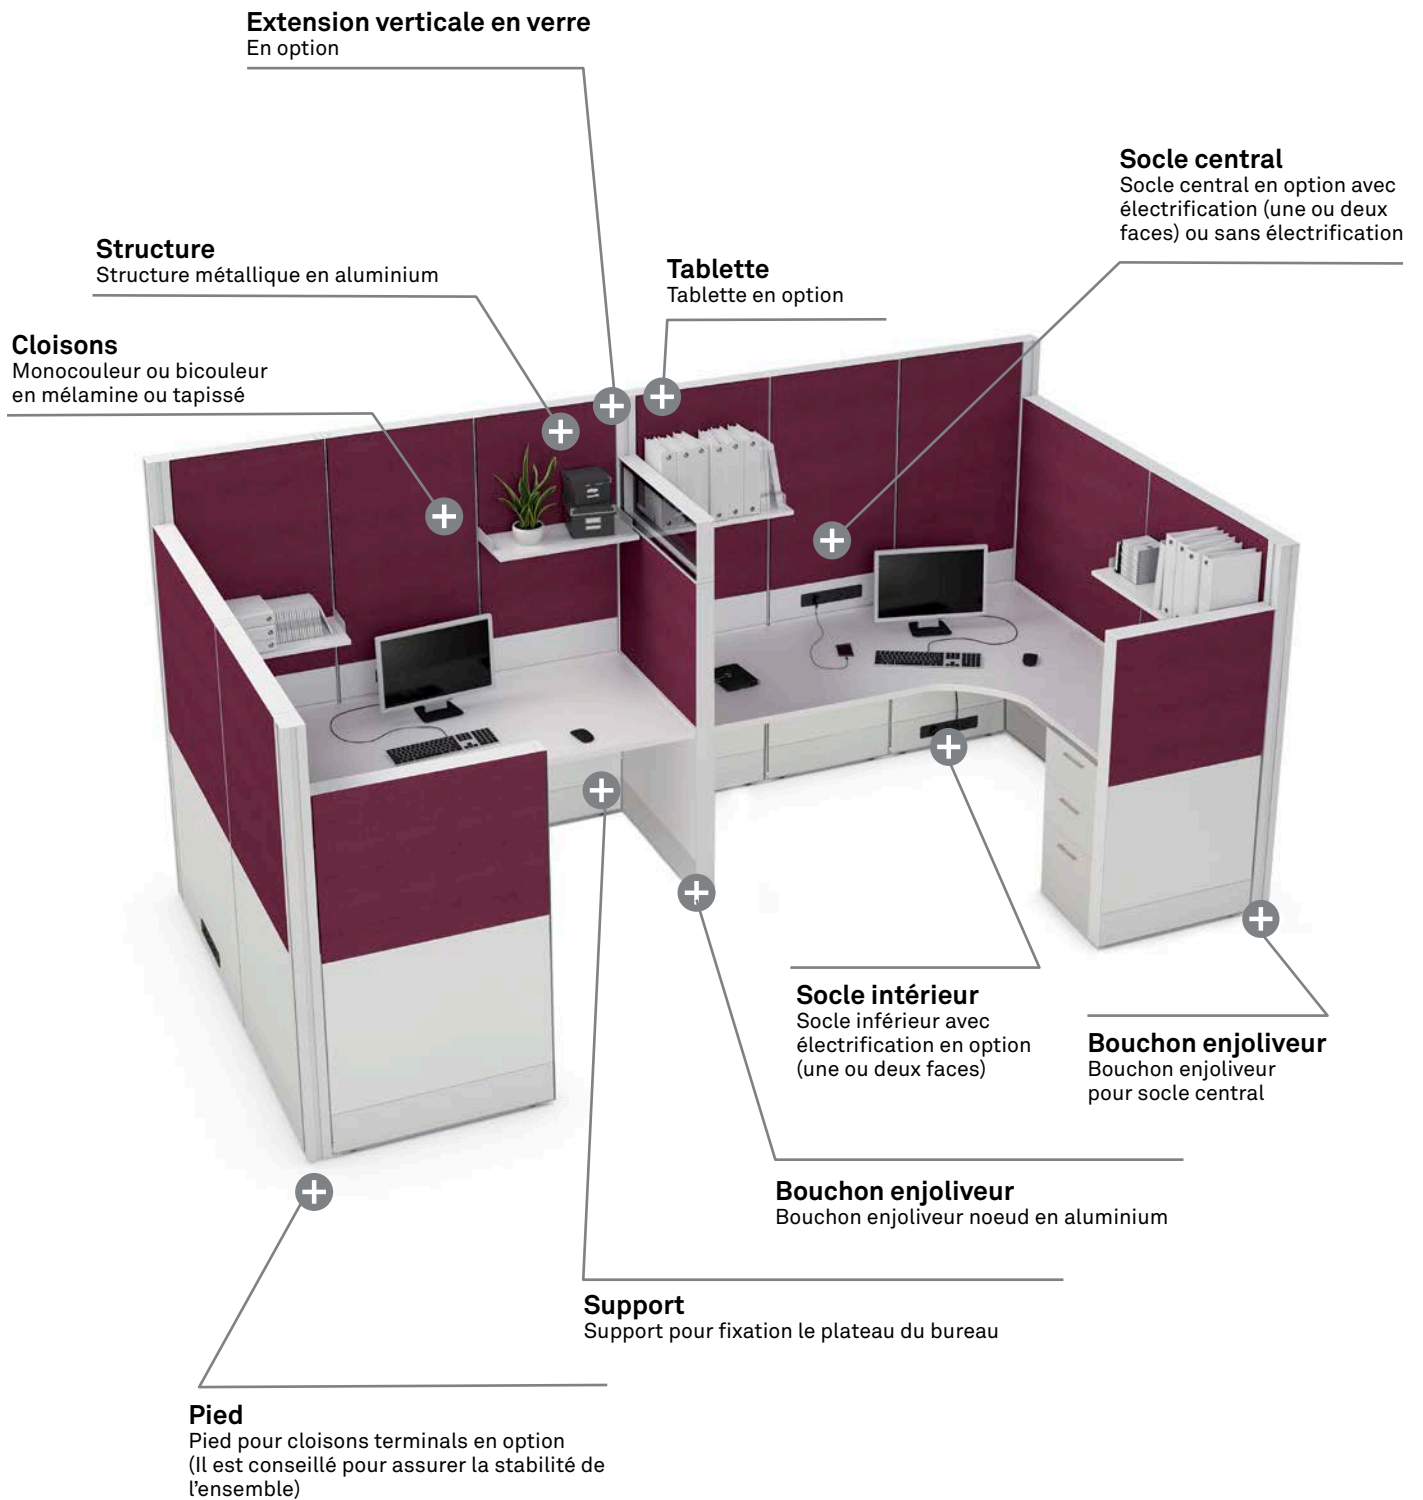 Extension verticale en verre
En option
Socle central
Socle central en option avec
électrification (une ou deux
faces) ou sans électrification
Structure
Structure métallique en aluminium
Tablette
Tablette en option
Cloisons
Monocouleur ou bicouleur
en mélamine ou tapissé
Socle intérieur
Socle inférieur avec
électrification en option
(une ou deux faces)
Bouchon enjoliveur
Bouchon enjoliveur
pour socle central
Bouchon enjoliveur
Bouchon enjoliveur noeud en aluminium
Support
Support pour fixation le plateau du bureau
Pied
Pied pour cloisons terminals en option
(Il est conseillé pour assurer la stabilité de
l’ensemble)